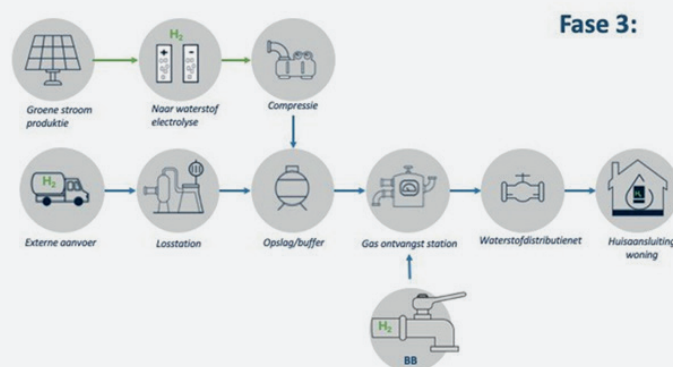 Fase 3:
H₂
+ -
Groene stroom
produktie
Naar waterstof
electrolyse
Compressie
H₂
Externe aanvoer
Losstation
Opslag/buffer
Gas ontvangst station
Waterstofdistributienet
Huisaansluiting
woning
H₂
BB